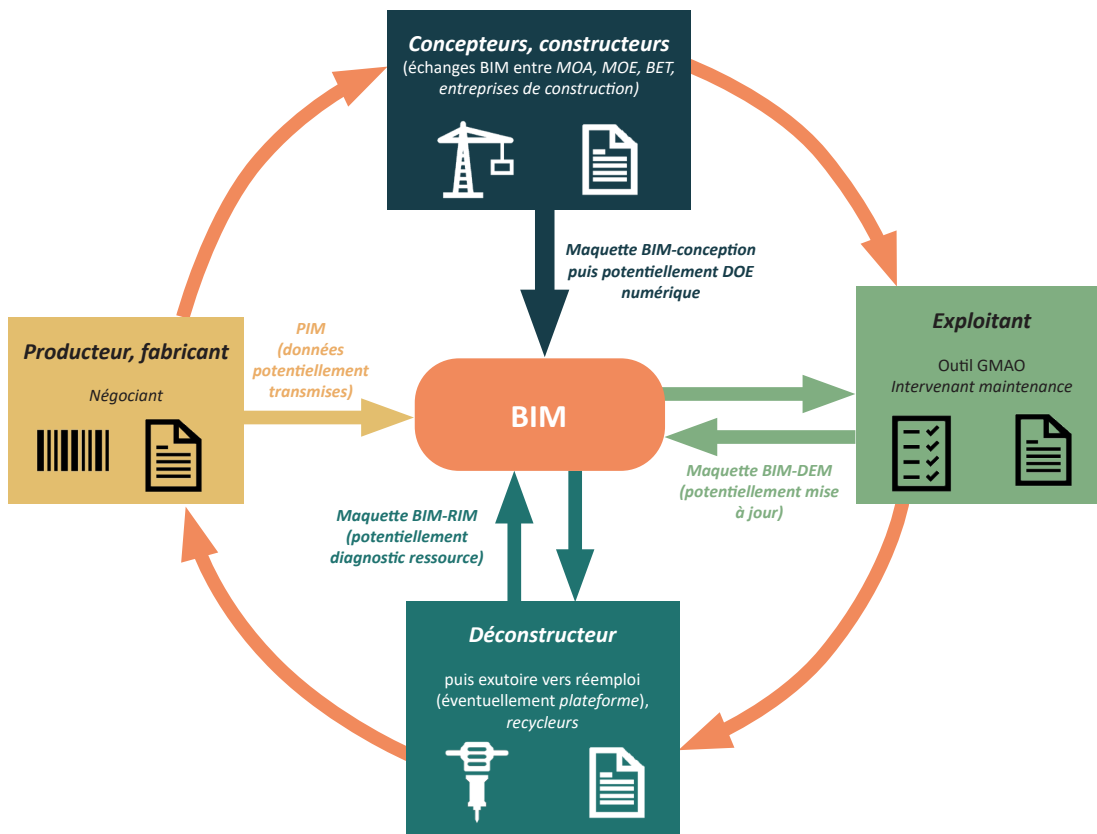 Concepteurs, constructeurs
(échanges BIM entre MOA, MOE, BET,
entreprises de construction)
Maquette BIM-conception
puis potentiellement DOE
numérique
Producteur, fabricant
Négociant
PIM
(données
potentiellement
transmises)
BIM
Exploitant
Outil GMAO
Intervenant maintenance
Maquette BIM-DEM
(potentiellement mise
à jour)
Maquette BIM-RIM
(potentiellement
diagnostic ressource)
Déconstructeur
puis exutoire vers réemploi
(éventuellement plateforme),
recycleurs